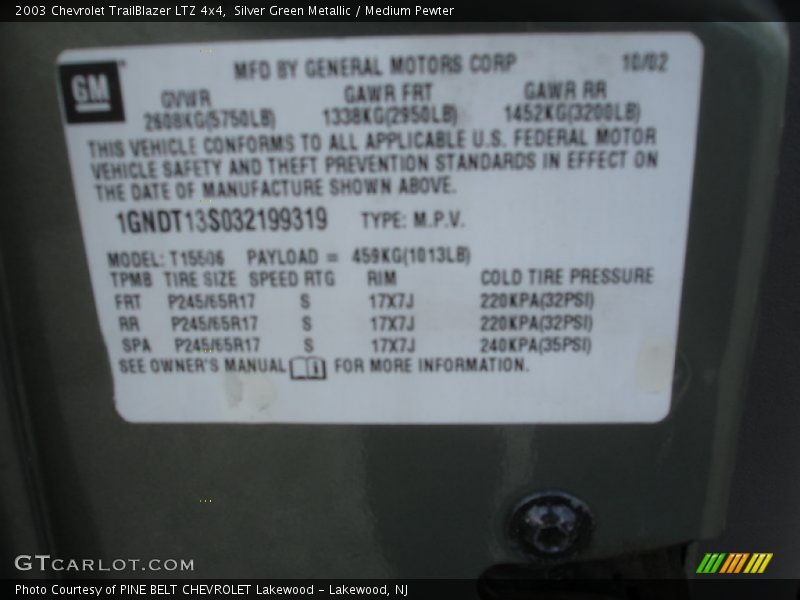 2003 Chevrolet TrailBlazer LTZ 4x4,  Silver Green Metallic / Medium Pewter
GM
MFD BY GENERAL MOTORS CORP 10/02
GVWR GAWR FRT GAWR RR
2608KG(5750LB) 1338KG(2950LB) 1452KG(3200LB)
THIS VEHICLE CONFORMS TO ALL APPLICABLE U.S. FEDERAL MOTOR
VEHICLE SAFETY AND THEFT PREVENTION STANDARDS IN EFFECT ON
THE DATE OF MANUFACTURE SHOWN ABOVE.
1GNDT13S032199319 TYPE: M.P.V.
MODEL: T15506 PAYLOAD = 459KG(1013LB)
TPMB TIRE SIZE SPEED RTG RIM COLD TIRE PRESSURE
FRT P245/65R17 S 17X7J 220KPA(32PSI)
RR P245/65R17 S 17X7J 220KPA(32PSI)
SPA P245/65R17 S 17X7J 240KPA(35PSI)
SEE OWNER'S MANUAL FOR MORE INFORMATION.
GTCARLOT.COM
Photo Courtesy of PINE BELT CHEVROLET Lakewood - Lakewood, NJ